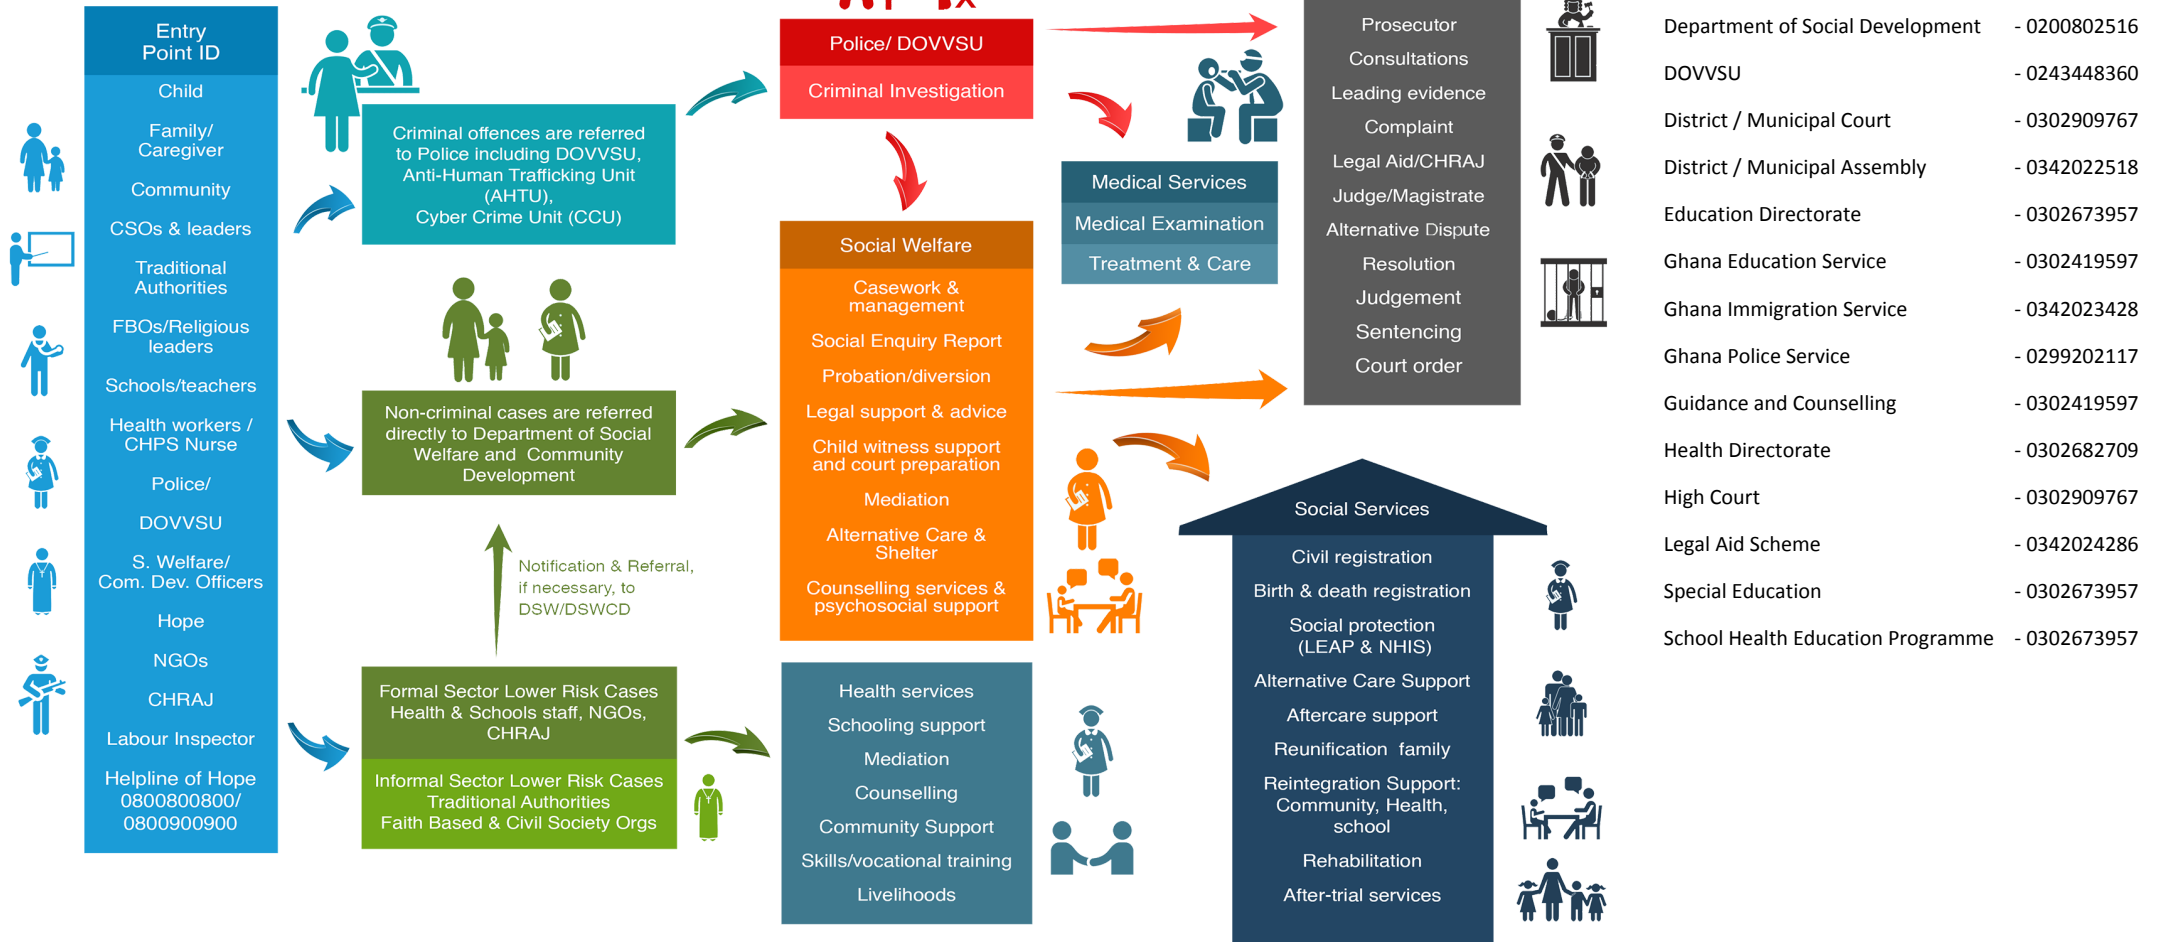 Entry
Point ID
Child
Family/
Caregiver
Community
CSOs & leaders
Traditional
Authorities
FBOs/Religious
leaders
Schools/teachers
Health workers /
CHPS Nurse
Police/
DOVVSU
S. Welfare/
Com. Dev. Officers
Hope
NGOs
CHRAJ
Labour Inspector
Helpline of Hope
0800800800/
0800900900
Criminal offences are referred
to Police including DOVVSU,
Anti-Human Trafficking Unit
(AHTU),
Cyber Crime Unit (CCU)
Non-criminal cases are referred
directly to Department of Social
Welfare and Community
Development
Notification & Referral,
if necessary, to
DSW/DSWCD
Formal Sector Lower Risk Cases
Health & Schools staff, NGOs,
CHRAJ
Informal Sector Lower Risk Cases
Traditional Authorities
Faith Based & Civil Society Orgs
Police/ DOVVSU
Criminal Investigation
Social Welfare
Casework &
management
Social Enquiry Report
Probation/diversion
Legal support & advice
Child witness support
and court preparation
Mediation
Alternative Care &
Shelter
Counselling services &
psychosocial support
Health services
Schooling support
Mediation
Counselling
Community Support
Skills/vocational training
Livelihoods
Medical Services
Medical Examination
Treatment & Care
Prosecutor
Consultations
Leading evidence
Complaint
Legal Aid/CHRAJ
Judge/Magistrate
Alternative Dispute
Resolution
Judgement
Sentencing
Court order
Social Services
Civil registration
Birth & death registration
Social protection
(LEAP & NHIS)
Alternative Care Support
Aftercare support
Reunification family
Reintegration Support:
Community, Health,
school
Rehabilitation
After-trial services
Department of Social Development - 0200802516
DOVVSU - 0243448360
District / Municipal Court - 0302909767
District / Municipal Assembly - 0342022518
Education Directorate - 0302673957
Ghana Education Service - 0302419597
Ghana Immigration Service - 0342023428
Ghana Police Service - 0299202117
Guidance and Counselling - 0302419597
Health Directorate - 0302682709
High Court - 0302909767
Legal Aid Scheme - 0342024286
Special Education - 0302673957
School Health Education Programme - 0302673957